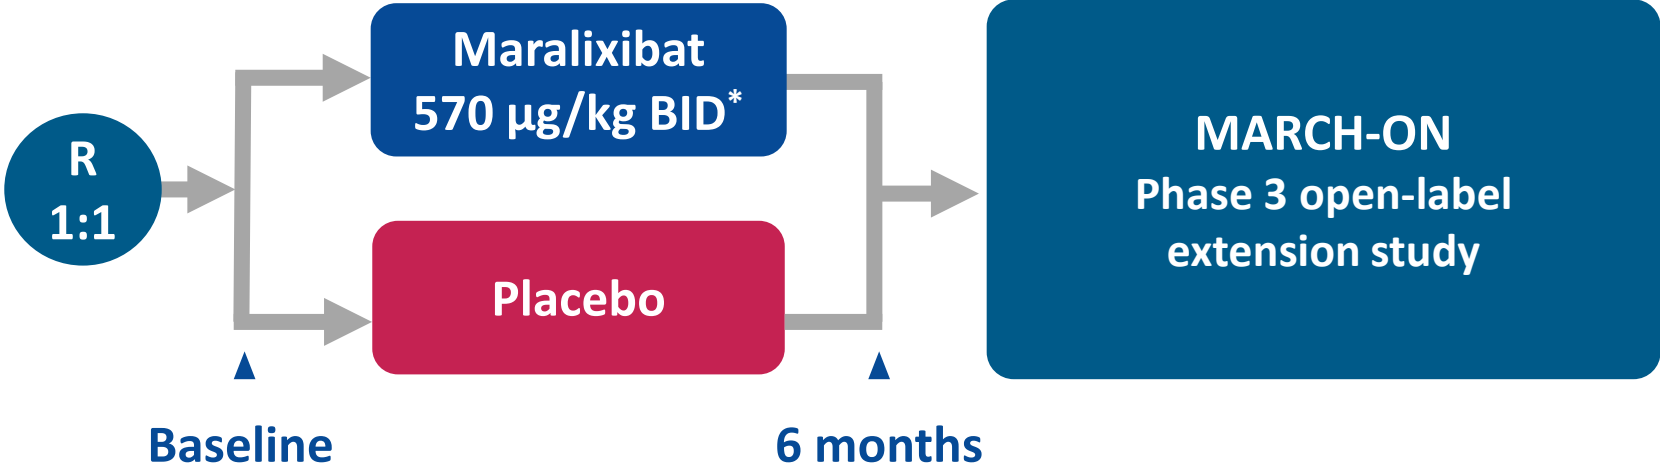 R
1:1
Maralixibat
570 µg/kg BID*
Placebo
MARCH-ON
Phase 3 open-label
extension study
Baseline
6 months